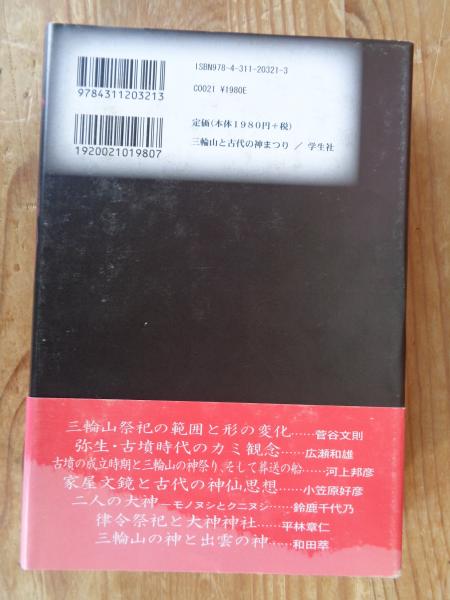 ISBN978-4-311-20321-3
9784311203213
C0021 ¥1980E
定価(本体1980円+税)
1920021019807
三輪山と古代の神まつり / 学生社
三輪山祭祀の範囲と形の変化……菅谷文則
弥生・古墳時代のカミ観念……広瀬和雄
古墳の成立時期と三輪山の神祭り、そして葬送の船……河上邦彦
家屋文鏡と古代の神仙思想……小笠原好彦
二人の大神―モノヌシとクニヌシ……鈴鹿千代乃
律令祭祀と大神神社……平林章仁
三輪山の神と出雲の神……和田萃